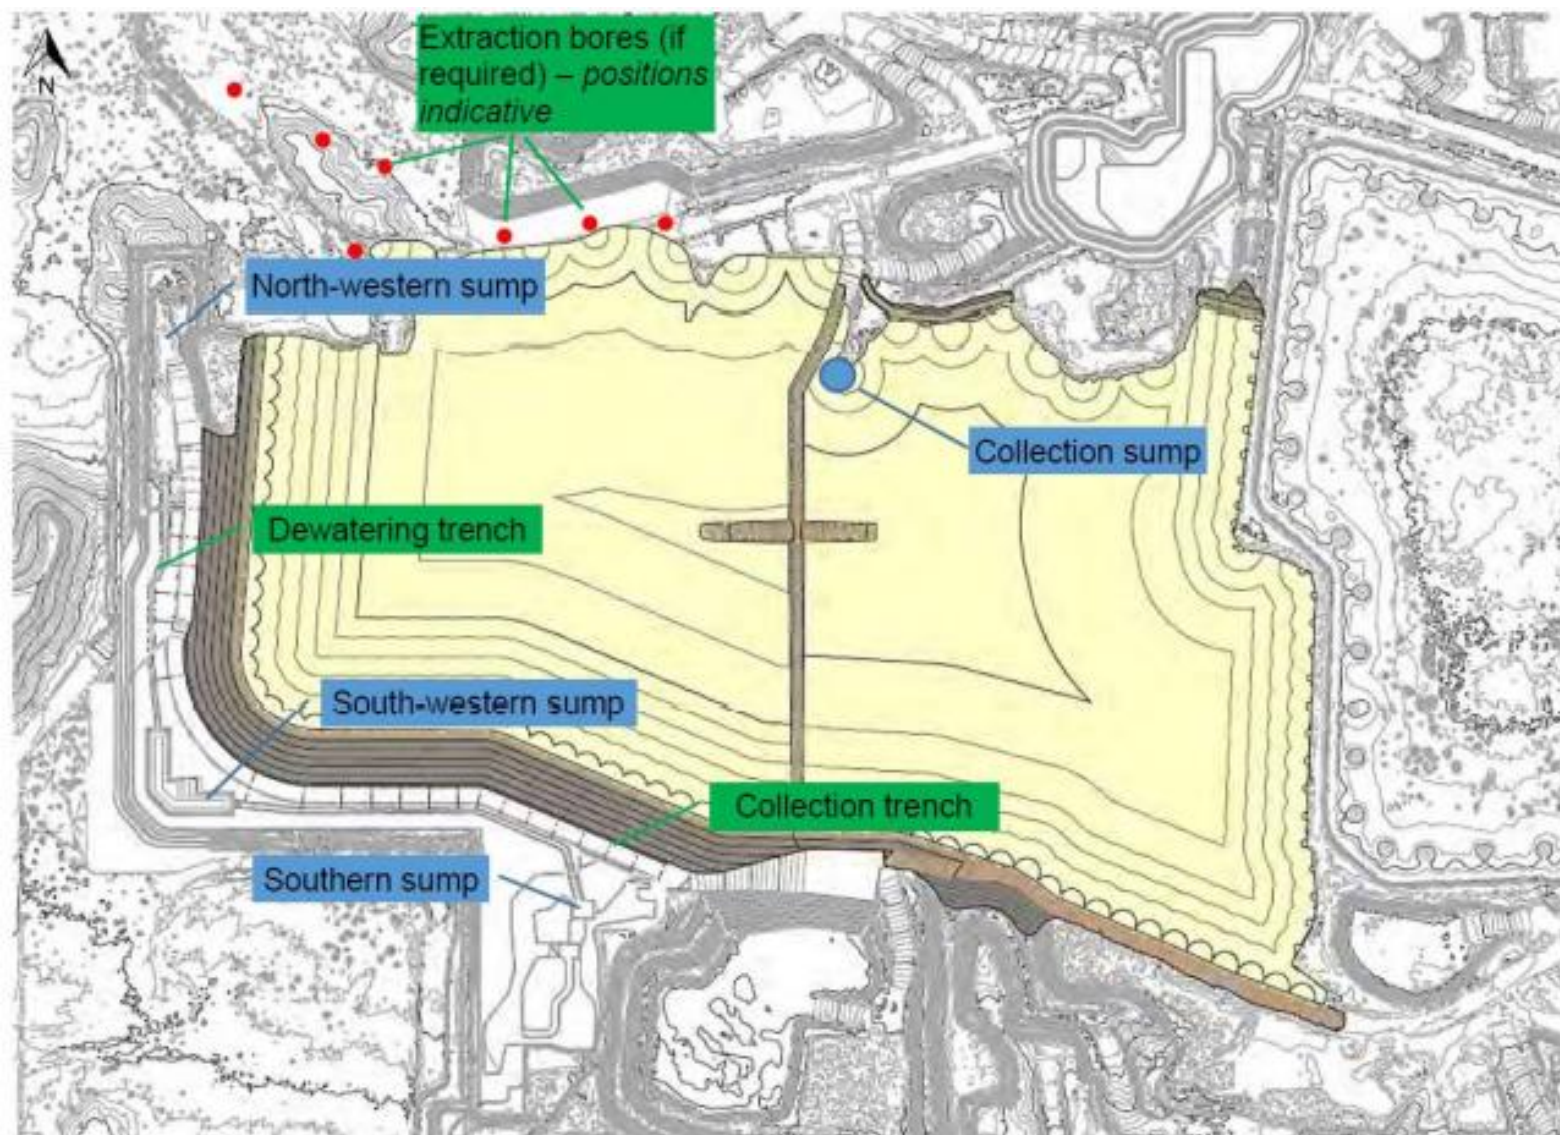 Extraction bores (if
required) – positions
indicative
N
North-western sump
Collection sump
Dewatering trench
South-western sump
Collection trench
Southern sump